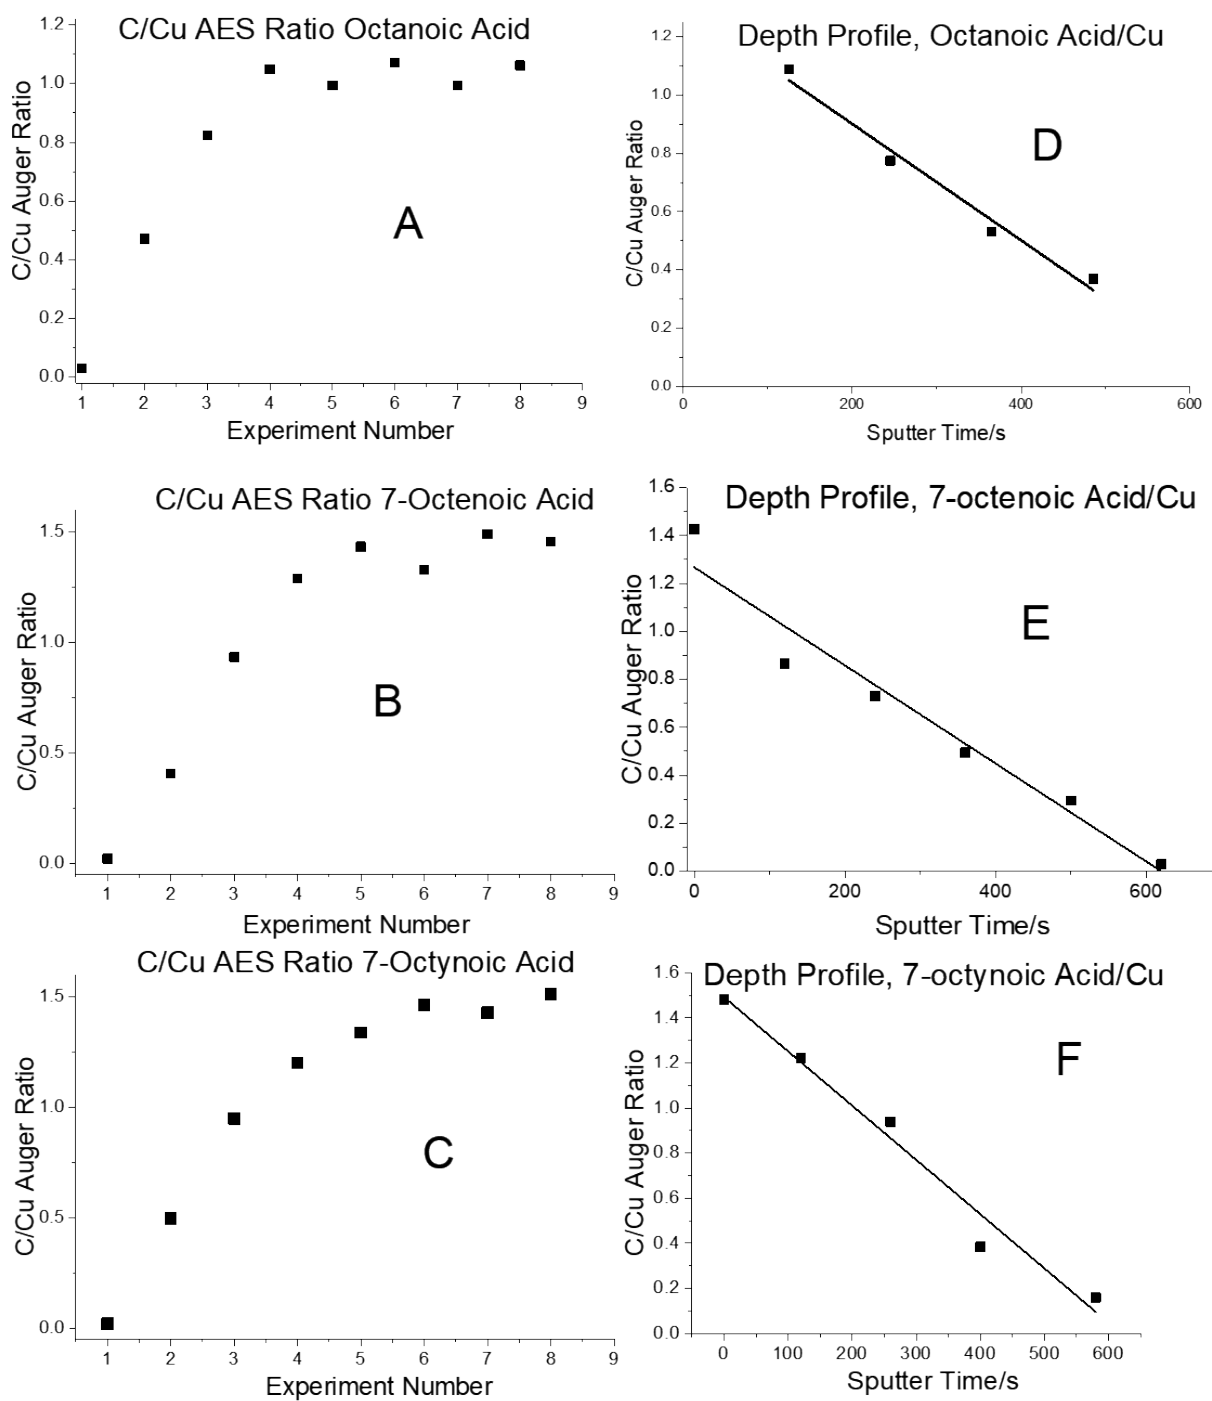 C/Cu AES Ratio Octanoic Acid
C/Cu Auger Ratio
1.2
1.0
0.8
0.6
0.4
0.2
0.0
A
1 2 3 4 5 6 7 8 9
Experiment Number
Depth Profile, Octanoic Acid/Cu
C/Cu Auger Ratio
1.2
1.0
0.8
0.6
0.4
0.2
0.0
D
0 200 400 600
Sputter Time/s
C/Cu AES Ratio 7-Octenoic Acid
C/Cu Auger Ratio
1.5
1.0
0.5
0.0
B
1 2 3 4 5 6 7 8 9
Experiment Number
Depth Profile, 7-octenoic Acid/Cu
C/Cu Auger Ratio
1.6
1.4
1.2
1.0
0.8
0.6
0.4
0.2
0.0
E
0 200 400 600
Sputter Time/s
C/Cu AES Ratio 7-Octynoic Acid
C/Cu Auger Ratio
1.5
1.0
0.5
0.0
C
1 2 3 4 5 6 7 8 9
Experiment Number
Depth Profile, 7-octynoic Acid/Cu
C/Cu Auger Ratio
1.6
1.4
1.2
1.0
0.8
0.6
0.4
0.2
0.0
F
0 100 200 300 400 500 600
Sputter Time/s